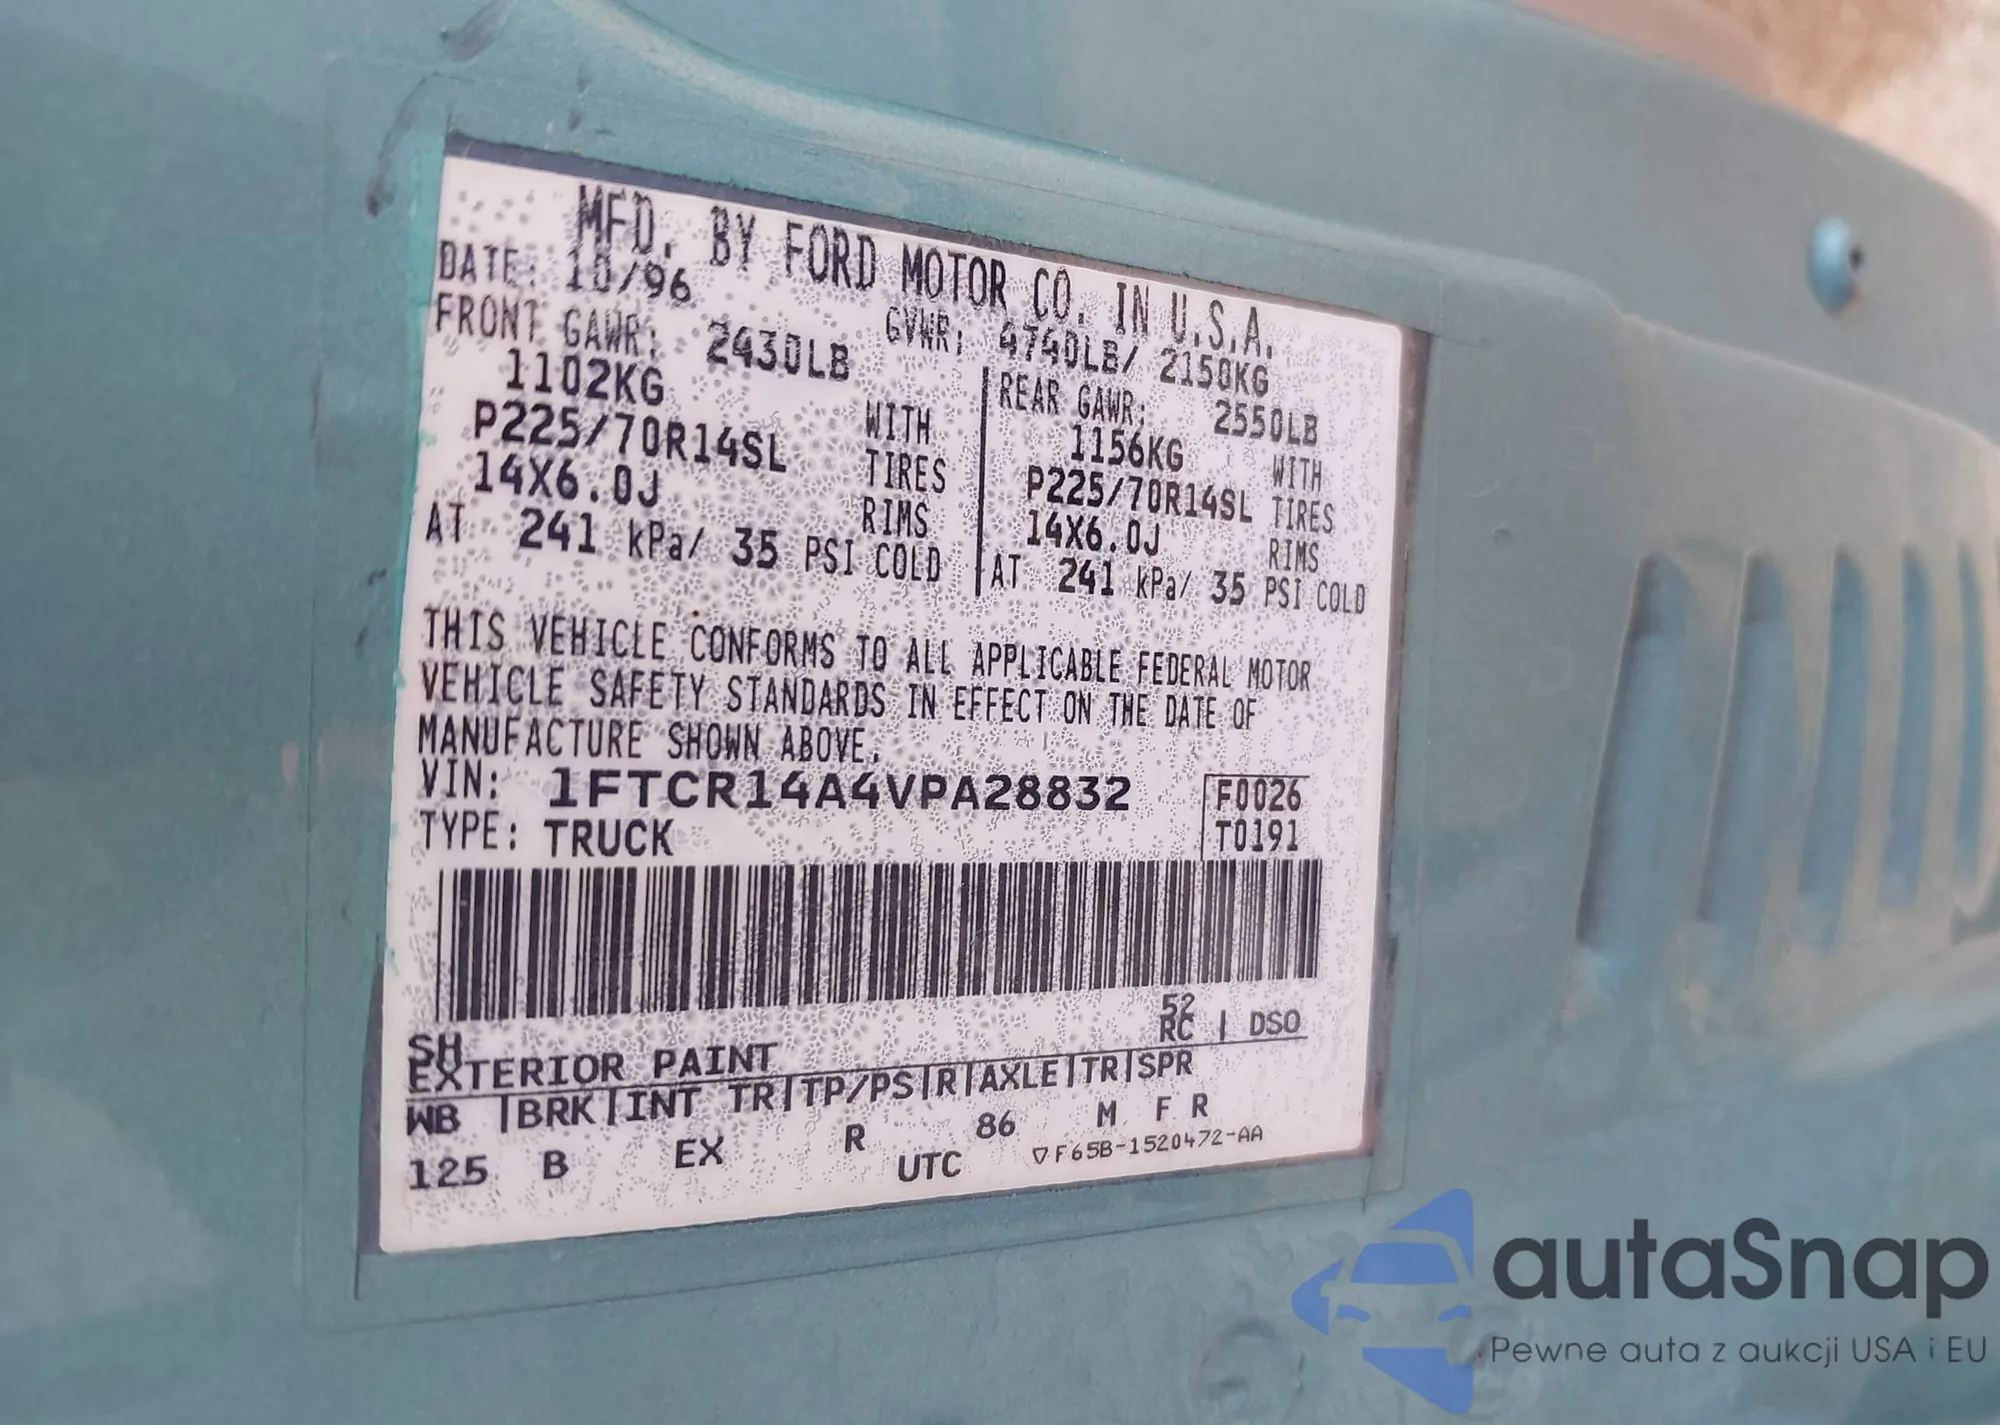 MFD. BY FORD MOTOR CO. IN U.S.A.
DATE: 10/96 GVWR: 4740LB/ 2150KG
FRONT GAWR: 2430LB REAR GAWR: 2550LB
1102KG WITH 1156KG WITH
P225/70R14SL TIRES P225/70R14SL TIRES
14X6.0J RIMS 14X6.0J RIMS
AT 241 kPa/ 35 PSI COLD AT 241 kPa/ 35 PSI COLD
THIS VEHICLE CONFORMS TO ALL APPLICABLE FEDERAL MOTOR
VEHICLE SAFETY STANDARDS IN EFFECT ON THE DATE OF
MANUFACTURE SHOWN ABOVE.
VIN: 1FTCR14A4VPA28832 F0026
TYPE: TRUCK T0191
SH 52
EXTERIOR PAINT RC | DSO
WB |BRK|INT TR|TP/PS|R|AXLE|TR|SPR
125 B EX R 86 M F R
UTC ▽F65B-1520472-AA
autaSnap
Pewne auta z aukcji USA i EU